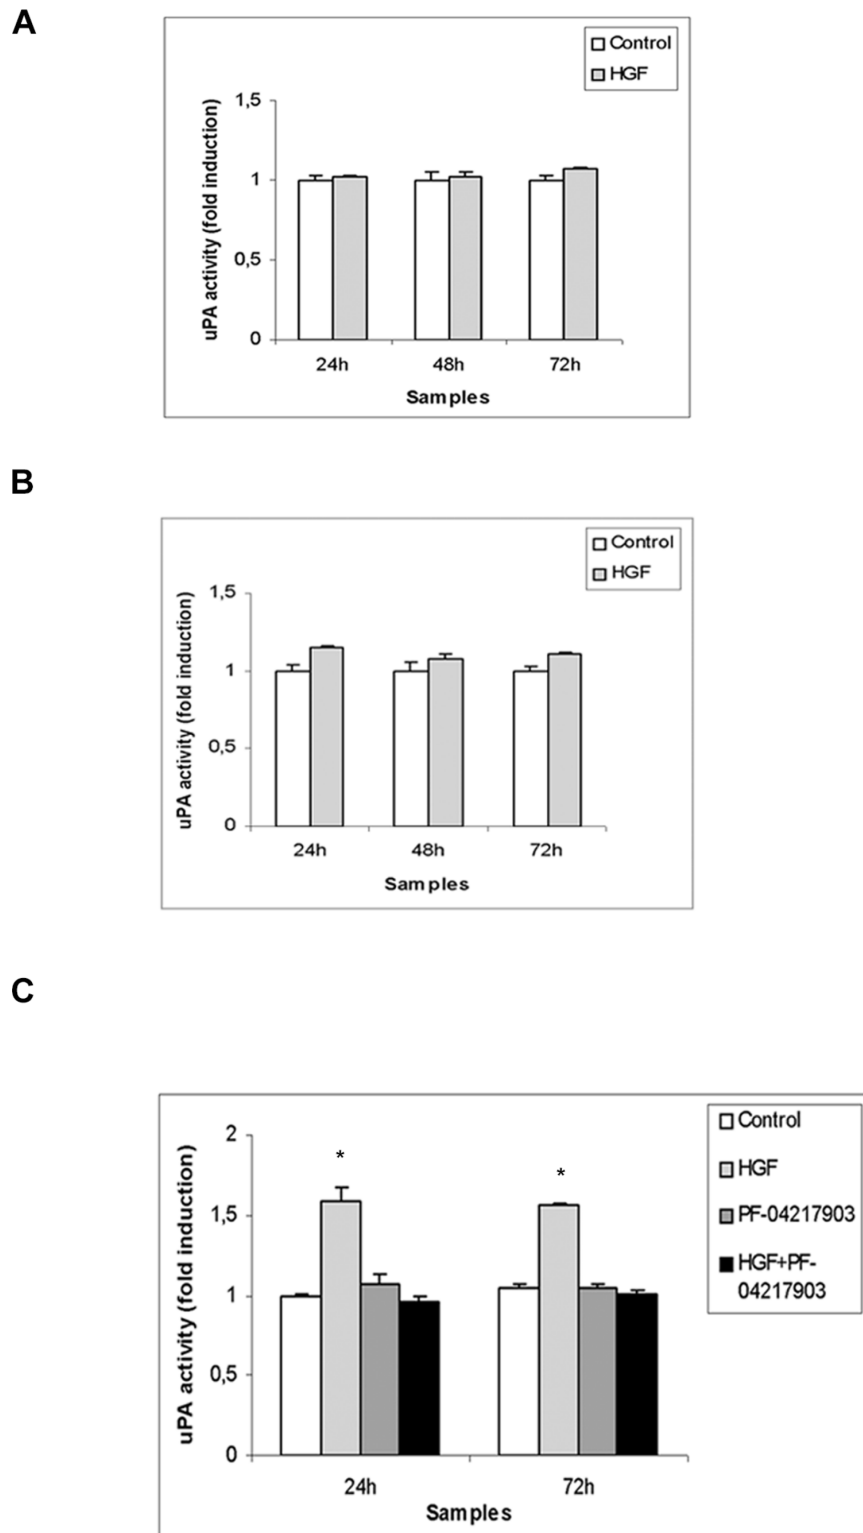 A
Control
HGF
uPA activity (fold induction)
1,5
1
0,5
0
24h 48h 72h
Samples
B
Control
HGF
uPA activity (fold induction)
1,5
1
0,5
0
24h 48h 72h
Samples
C
Control
HGF
PF-04217903
HGF+PF-
04217903
uPA activity (fold induction)
2
1,5
1
0,5
0
* *
24h 72h
Samples